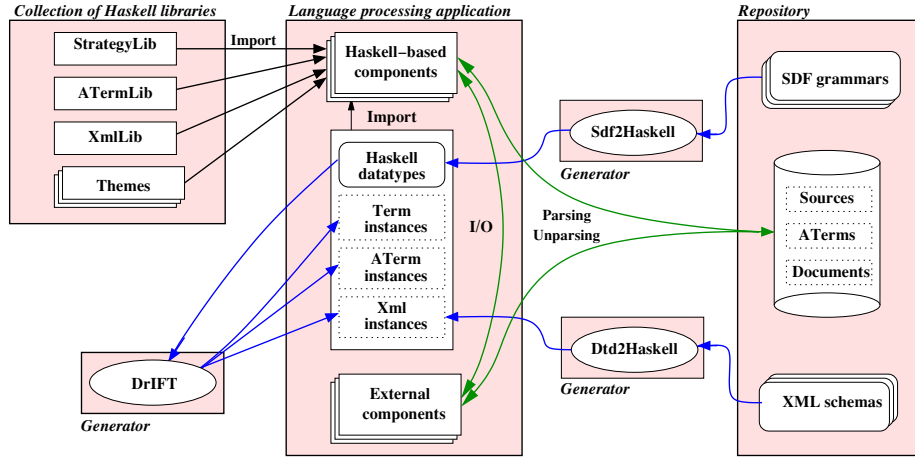 Collection of Haskell libraries
StrategyLib
ATermLib
XmlLib
Themes
Import
Language processing application
Haskell−based
components
Import
Haskell
datatypes
Term
instances
ATerm
instances
Xml
instances
External
components
I/O
DrIFT
Generator
Sdf2Haskell
Generator
Parsing
Unparsing
Dtd2Haskell
Generator
Repository
SDF grammars
Sources
ATerms
Documents
XML schemas